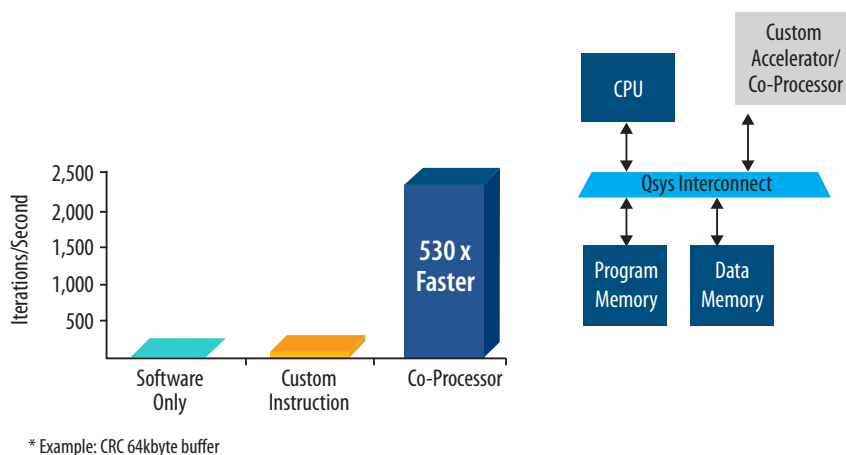 2,500
2,000
1,500
1,000
500
Iterations/Second
530 x
Faster
Software
Only
Custom
Instruction
Co-Processor
* Example: CRC 64kbyte buffer
CPU
Custom
Accelerator/
Co-Processor
Qsys Interconnect
Program
Memory
Data
Memory